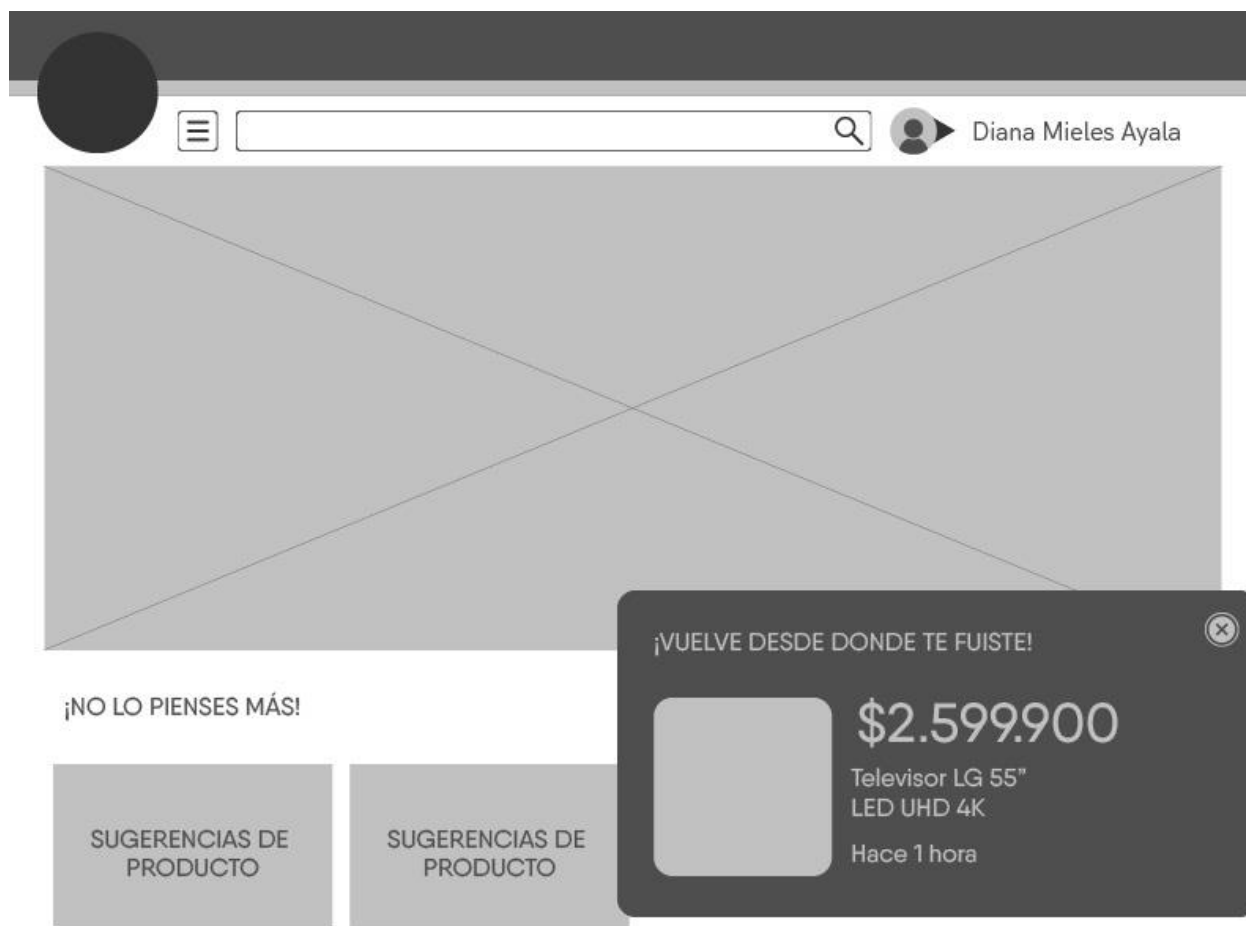 Diana Mieles Ayala
¡VUELVE DESDE DONDE TE FUISTE!
$2.599.900
Televisor LG 55”
LED UHD 4K
Hace 1 hora
¡NO LO PIENSES MÁS!
SUGERENCIAS DE
PRODUCTO
SUGERENCIAS DE
PRODUCTO